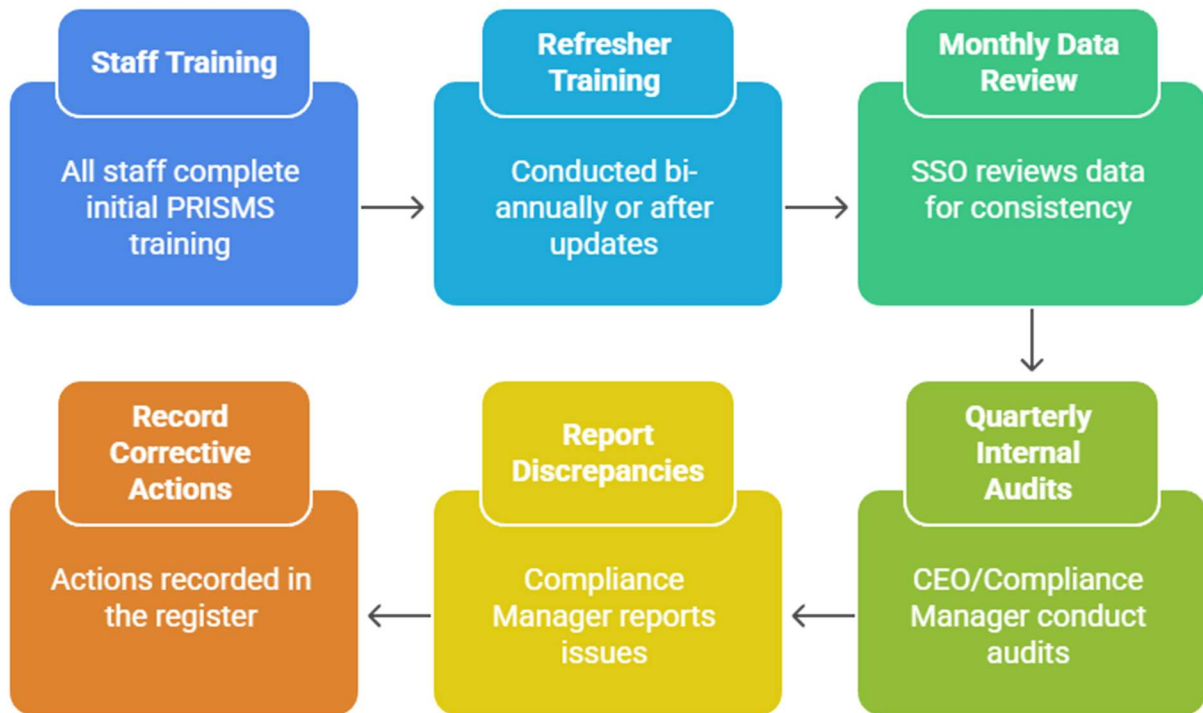 Staff Training
All staff complete
initial PRISMS
training
Refresher
Training
Conducted bi-
annually or after
updates
Monthly Data
Review
SSO reviews data
for consistency
Quarterly
Internal
Audits
CEO/Compliance
Manager conduct
audits
Report
Discrepancies
Compliance
Manager reports
issues
Record
Corrective
Actions
Actions recorded in
the register